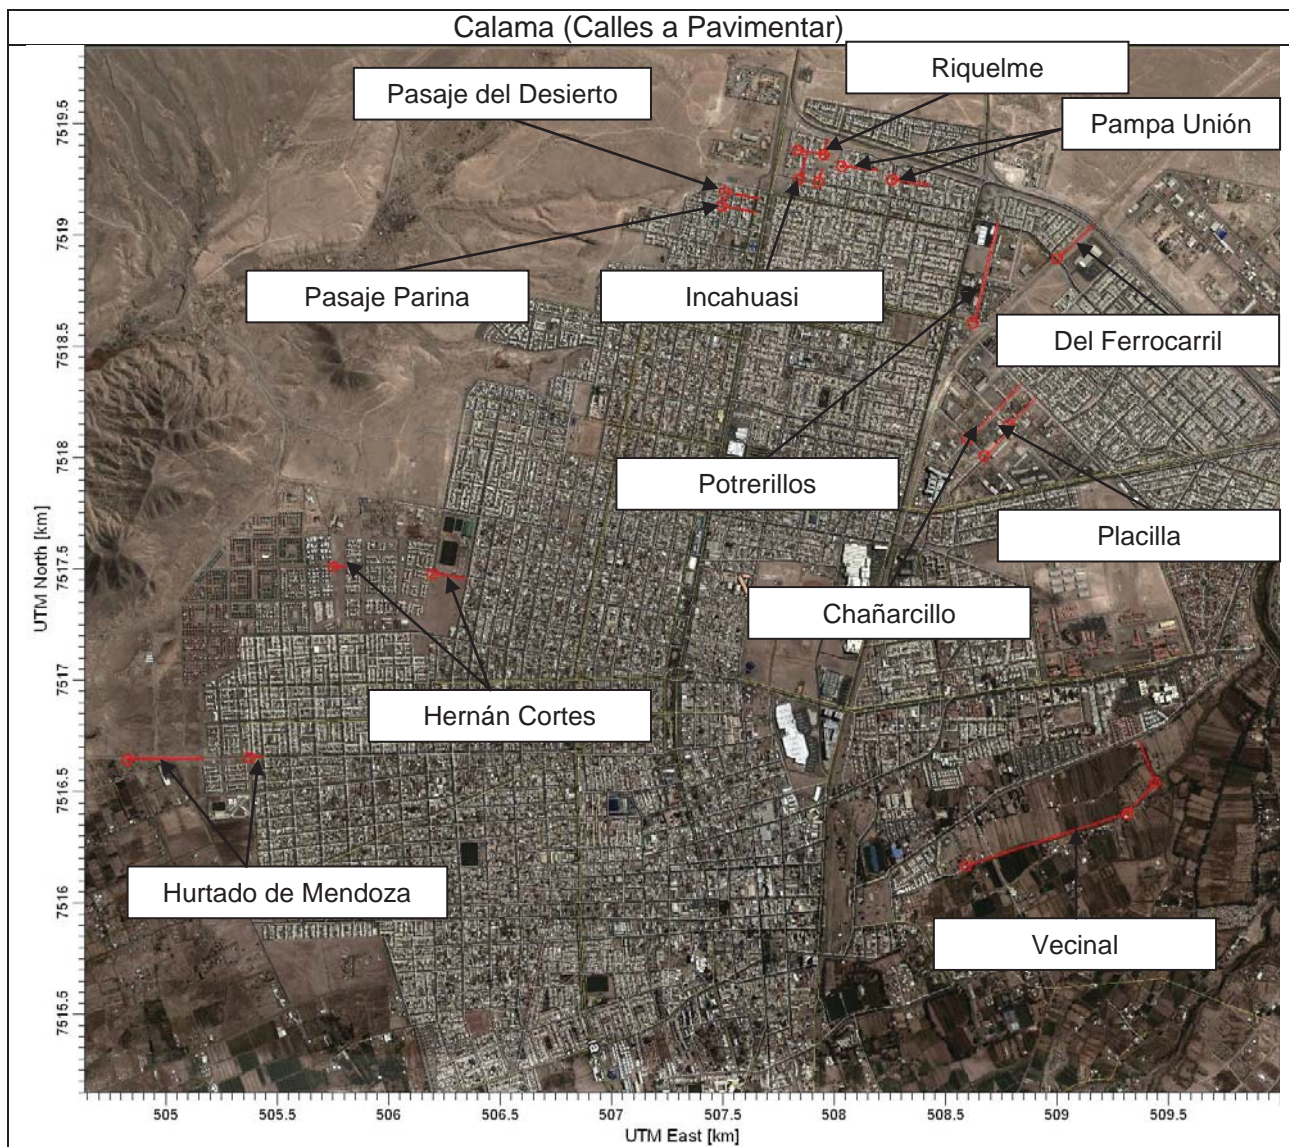 Calama (Calles a Pavimentar)
Riquelme
Pasaje del Desierto
Pampa Unión
Pasaje Parina
Incahuasi
Del Ferrocarril
Potrerillos
Placilla
Chañarcillo
Hernán Cortes
Hurtado de Mendoza
Vecinal
UTM North [km]
7519.5
7519
7518.5
7518
7517.5
7517
7516.5
7516
7515.5
505
505.5
506
506.5
507
507.5
508
508.5
509
509.5
UTM East [km]